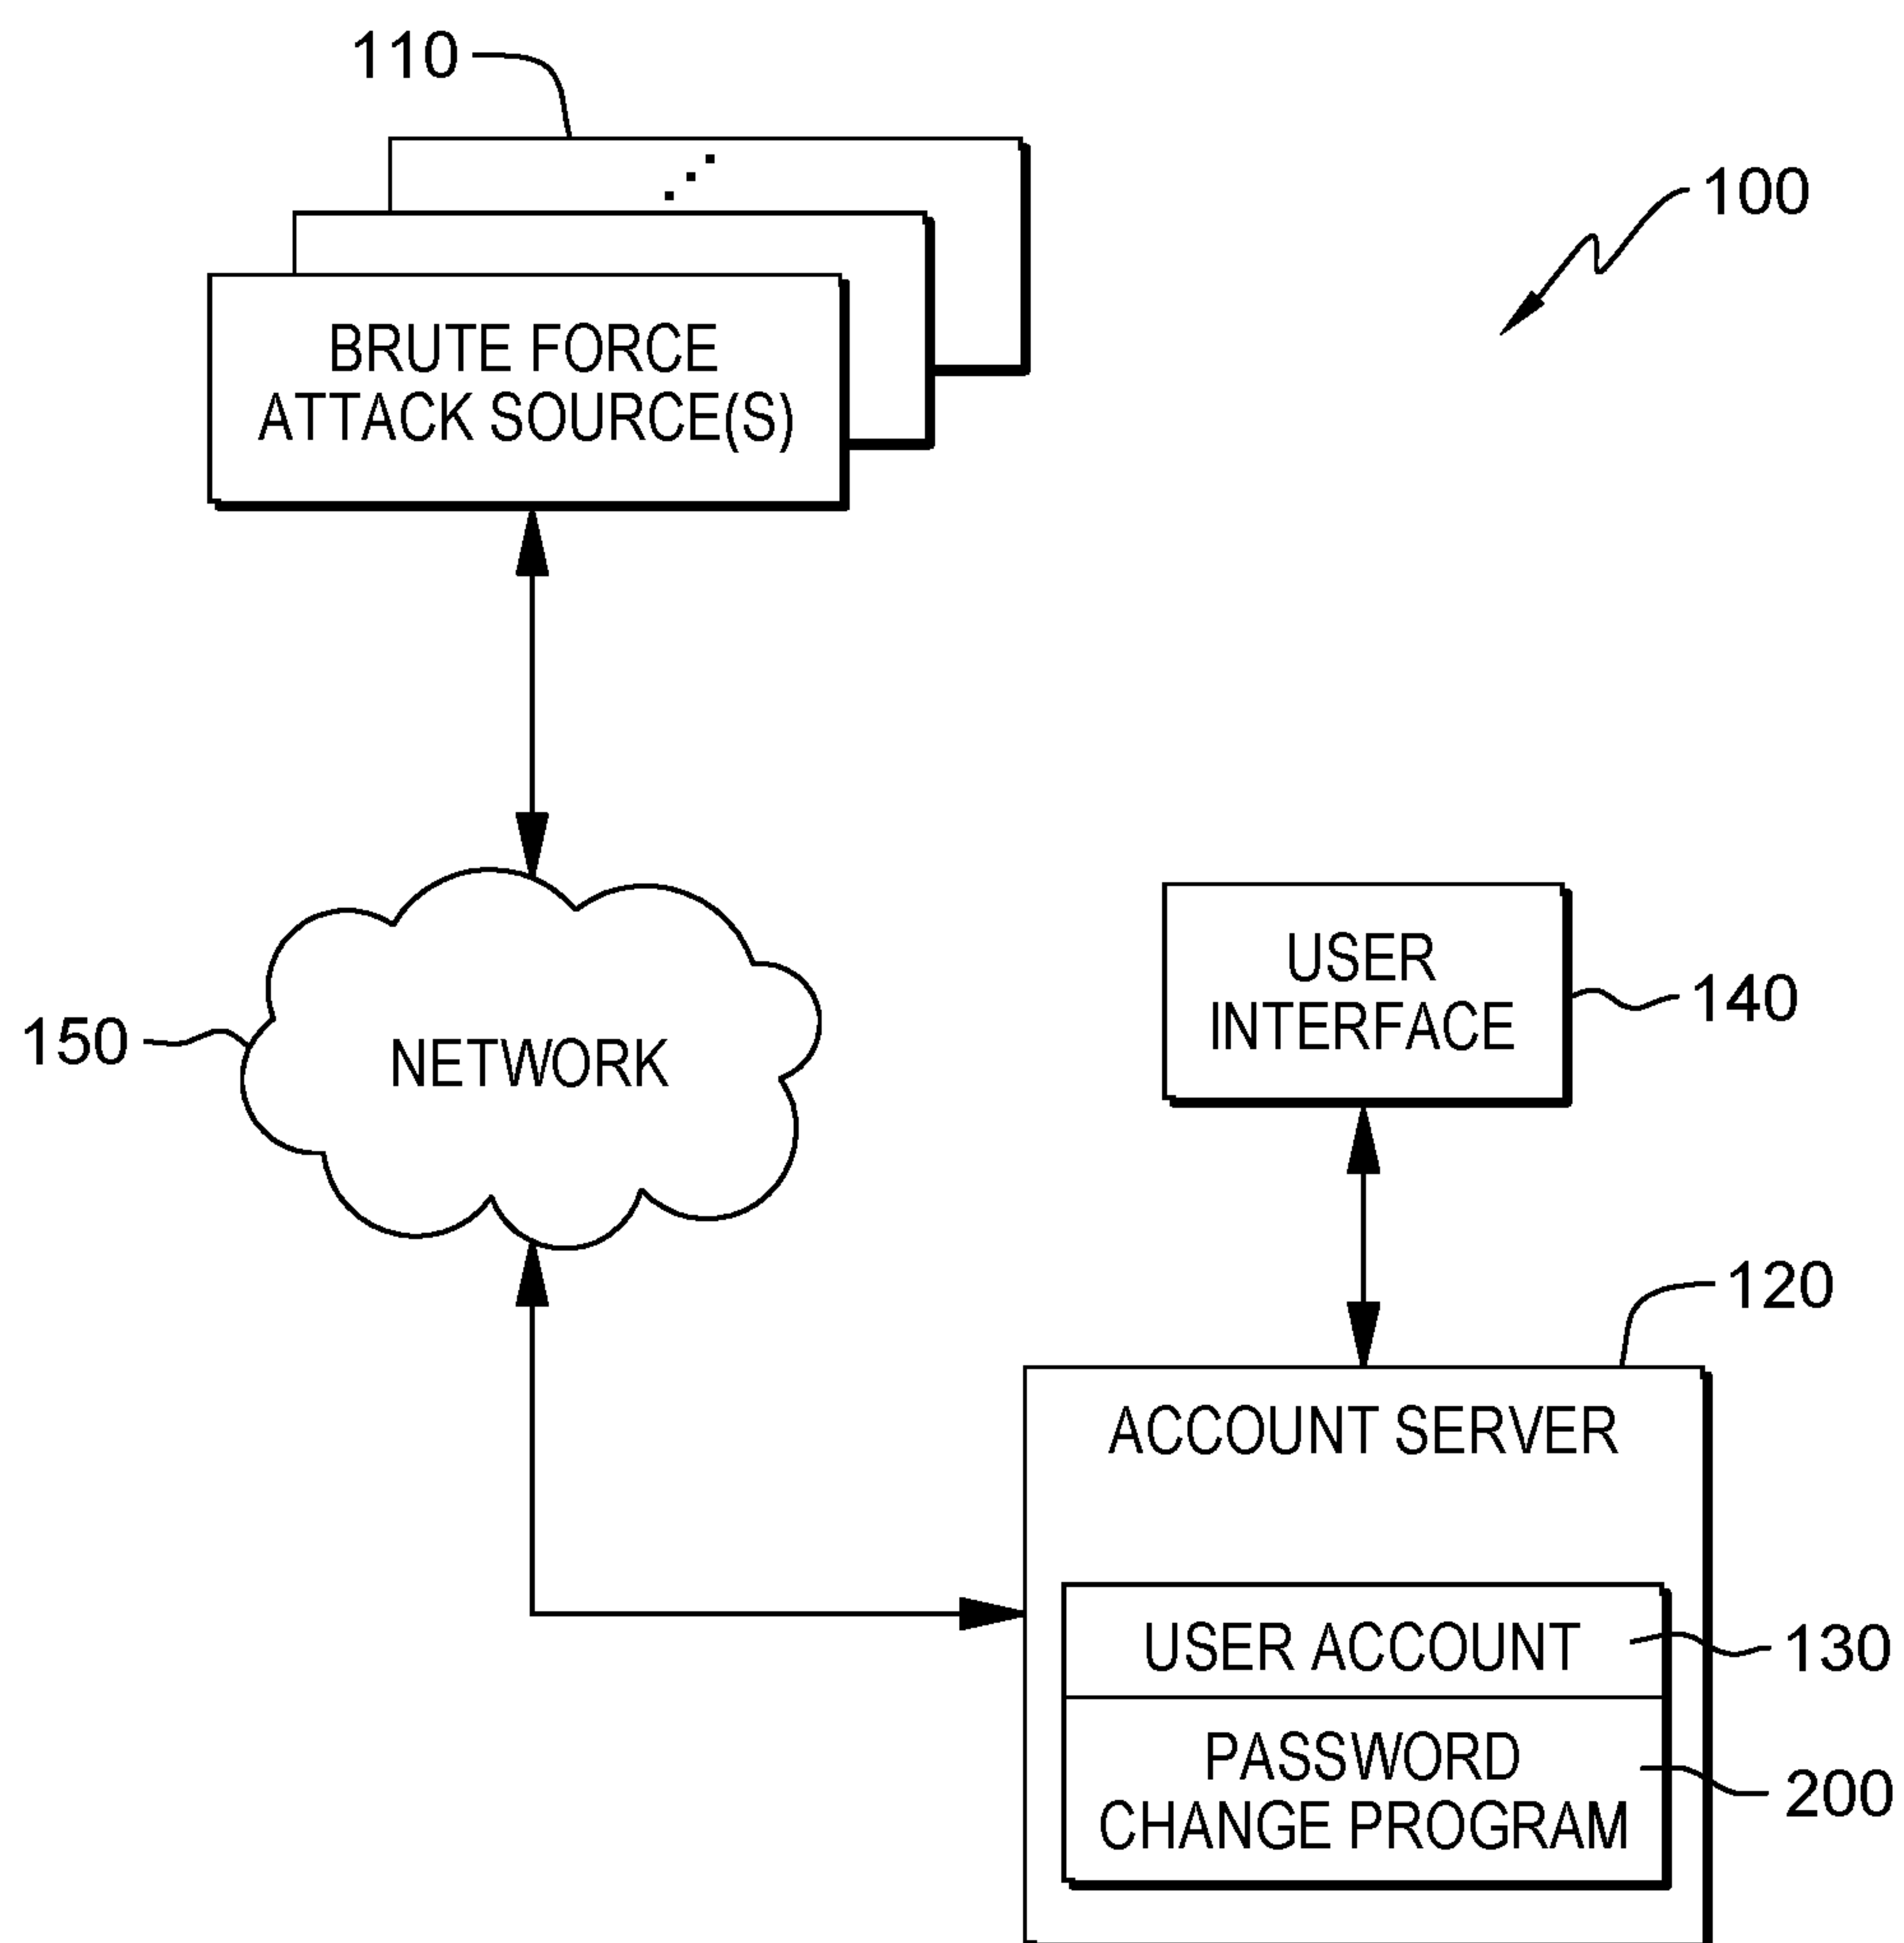 110
100
BRUTE FORCE
ATTACK SOURCE(S)
USER
INTERFACE
140
150
NETWORK
120
ACCOUNT SERVER
USER ACCOUNT
130
PASSWORD
CHANGE PROGRAM
200